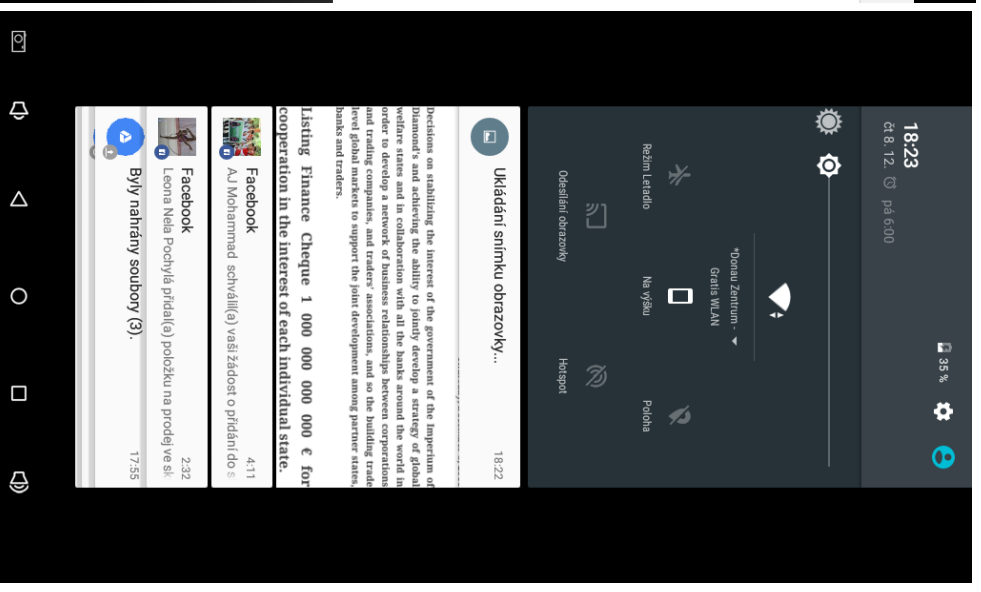 18:23
čt 8. 12.
pá 6:00
35 %
*Donau Zentrum -
Gratis WLAN
Režim Letadlo
Na výšku
Poloha
Odesílání obrazovky
Hotspot
Ukládání snímku obrazovky...
18:22
Decisions on stabilizing the interest of the government of the Imperium of
Diamond's and achieving the ability to jointly develop a strategy of global
welfare states and in collaboration with all the banks around the world in
order to develop a network of business relationships between corporations
and trading companies, and traders' associations, and so the building trade
level global markets to support the joint development among partner states,
banks and traders.
Listing Finance Cheque 1 000 000 000 000 € for
cooperation in the interest of each individual state.
Facebook
4:11
AJ Mohammad schválil(a) vaši žádost o přidání do s
Facebook
2:32
Leona Nela Pochylá přidal(a) položku na prodej ve sk
Byly nahrány soubory (3).
17:55